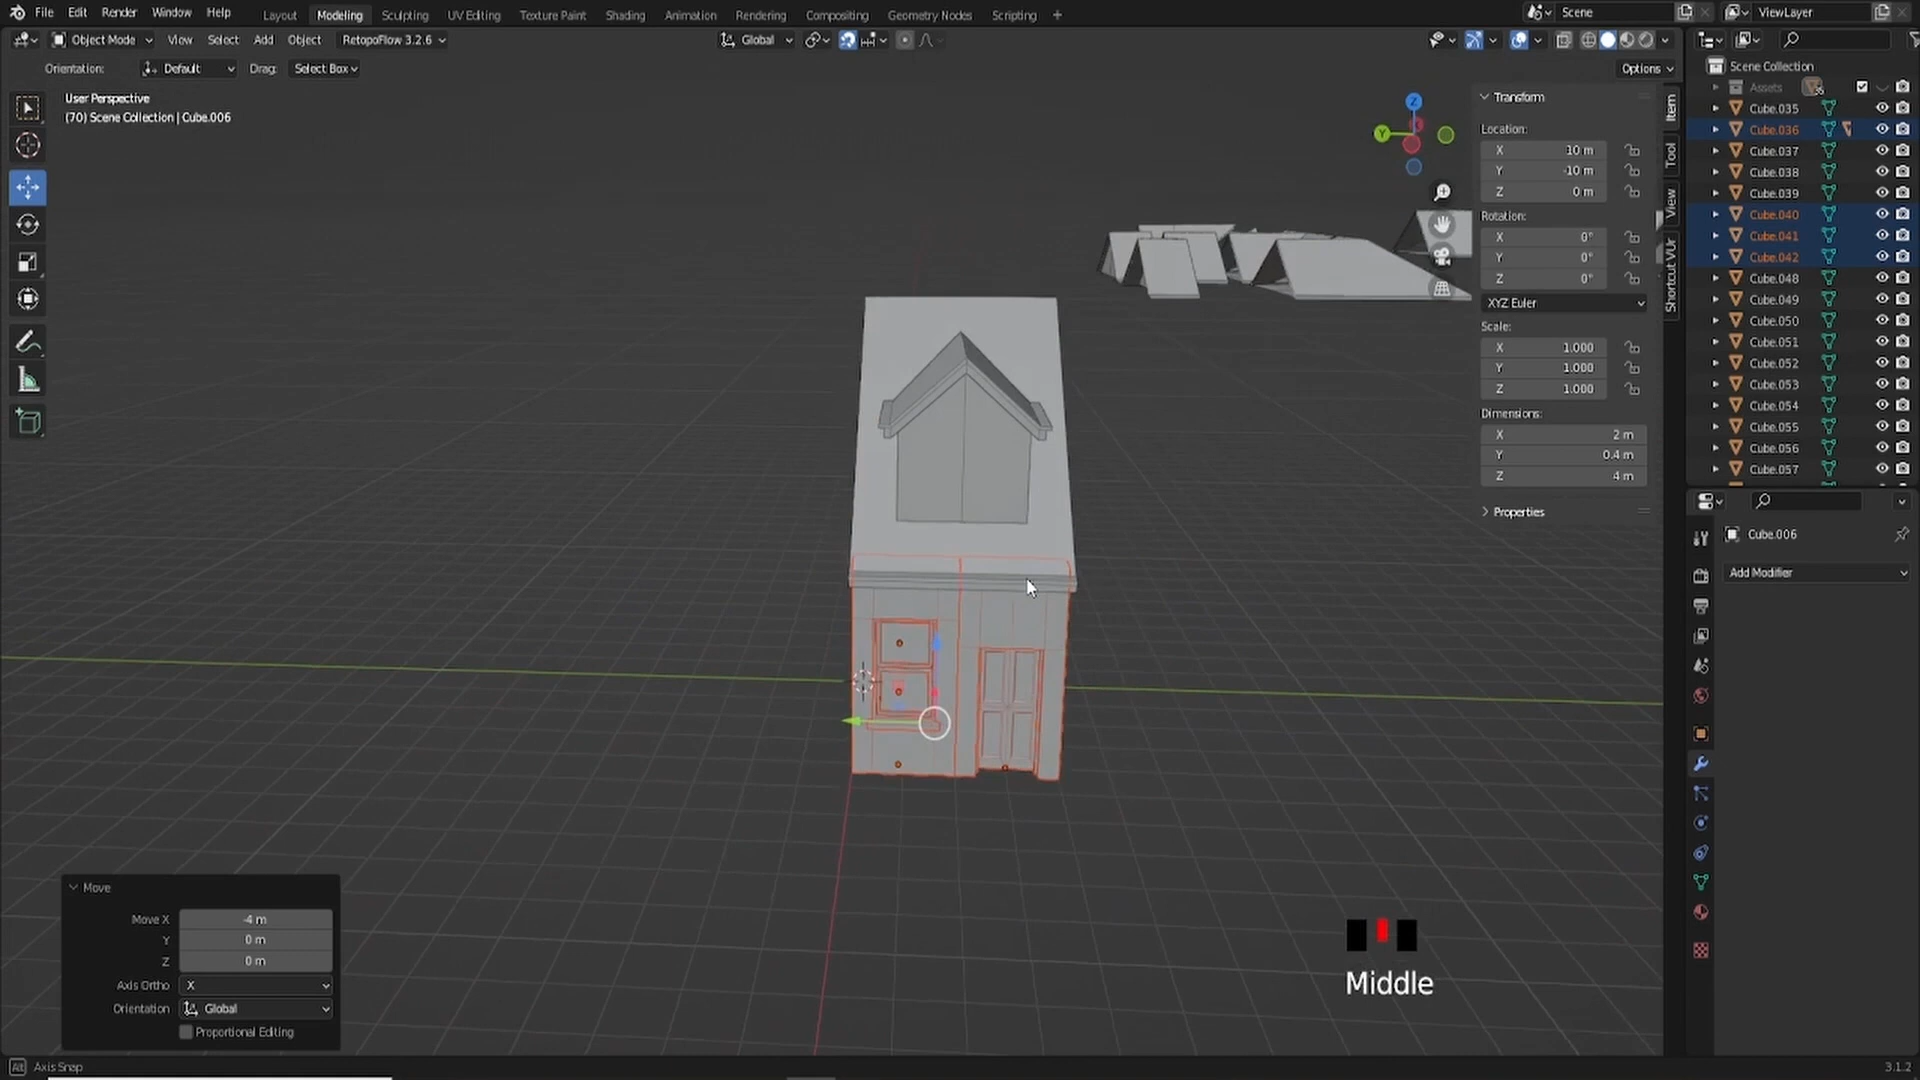 File Edit Render Window Help
Layout Modeling Sculpting UV Editing Texture Paint Shading Animation Rendering Compositing Geometry Nodes Scripting +
Scene
ViewLayer
Object Mode View Select Add Object RetopoFlow 3.2.6
Global
Orientation: Default Drag: Select Box
Options
User Perspective
(70) Scene Collection | Cube.006
Z
Y
Transform
Location:
X 10 m
Y -10 m
Z 0 m
Rotation:
X 0°
Y 0°
Z 0°
XYZ Euler
Scale:
X 1.000
Y 1.000
Z 1.000
Dimensions:
X 2 m
Y 0.4 m
Z 4 m
Properties
Item
Tool
View
Shortcut VUr
Scene Collection
Assets
Cube.035
Cube.036
Cube.037
Cube.038
Cube.039
Cube.040
Cube.041
Cube.042
Cube.048
Cube.049
Cube.050
Cube.051
Cube.052
Cube.053
Cube.054
Cube.055
Cube.056
Cube.057
Cube.006
Add Modifier
Move
Move X -4 m
Y 0 m
Z 0 m
Axis Ortho X
Orientation Global
Proportional Editing
Middle
Alt Axis Snap
3.1.2